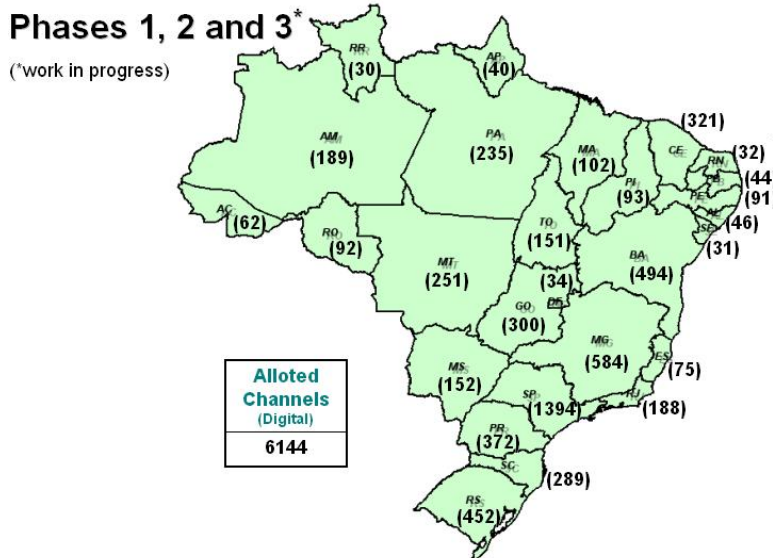 Phases 1, 2 and 3*
(*work in progress)
RR
(30)
AP
(40)
(321)
AM
(189)
PA
(235)
MA
(102)
CE
RN
(32)
PI
(93)
PB
(44
PE
(91
AC
(62)
AL
(46)
RO
(92)
TO
(151)
SE
(31)
MT
(251)
BA
(494)
(34)
DF
GO
(300)
MG
(584)
ES
(75)
MS
(152)
SP
(1394)
RJ
(188)
Alloted
Channels
(Digital)
6144
PR
(372)
SC
(289)
RS
(452)